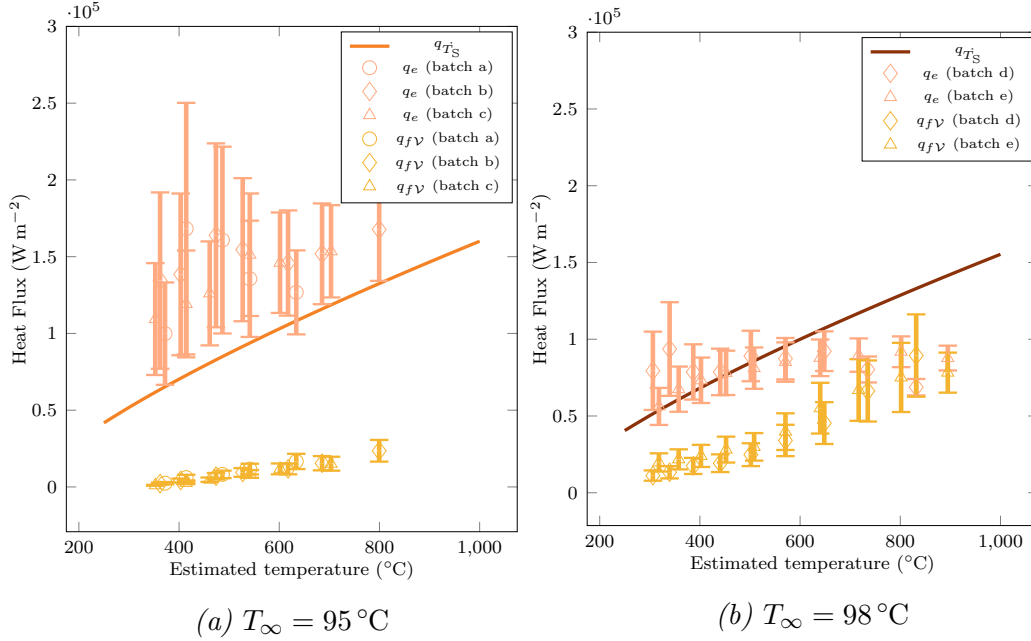 ·10⁵
3
2.5
2
1.5
1
0.5
0
Heat Flux (W m⁻²)
200 400 600 800 1,000
Estimated temperature (°C)
q_{Ṫ_S}
q_e (batch a)
q_e (batch b)
q_e (batch c)
q_{f𝒱} (batch a)
q_{f𝒱} (batch b)
q_{f𝒱} (batch c)
(a) T_∞ = 95 °C
·10⁵
3
2.5
2
1.5
1
0.5
0
Heat Flux (W m⁻²)
200 400 600 800 1,000
Estimated temperature (°C)
q_{Ṫ_S}
q_e (batch d)
q_e (batch e)
q_{f𝒱} (batch d)
q_{f𝒱} (batch e)
(b) T_∞ = 98 °C